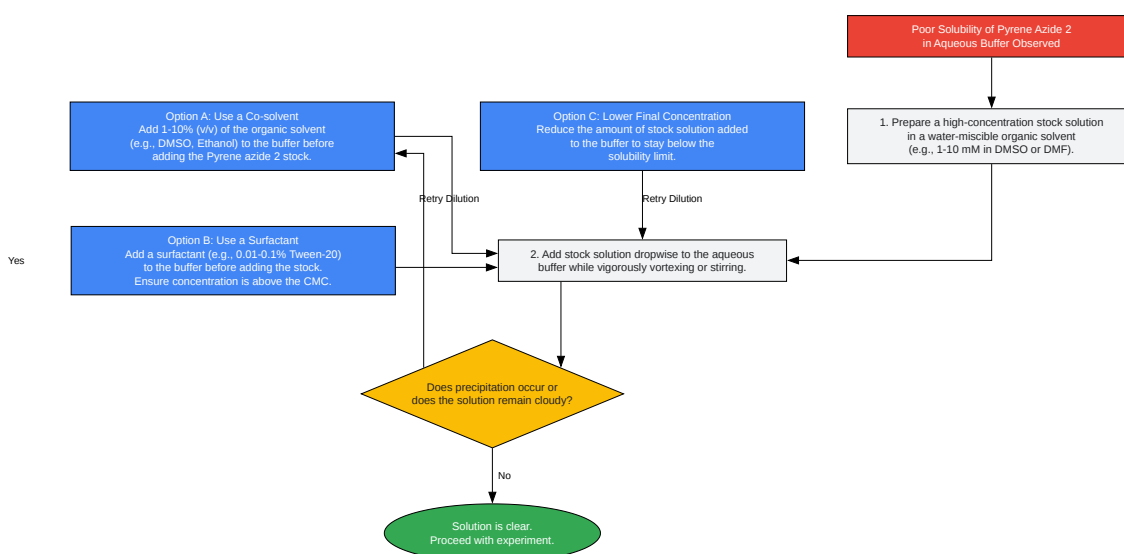 Poor Solubility of Pyrene Azide 2
in Aqueous Buffer Observed
Option A: Use a Co-solvent
Add 1-10% (v/v) of the organic solvent
(e.g., DMSO, Ethanol) to the buffer before
adding the Pyrene azide 2 stock.
Option C: Lower Final Concentration
Reduce the amount of stock solution added
to the buffer to stay below the
solubility limit.
1. Prepare a high-concentration stock solution
in a water-miscible organic solvent
(e.g., 1-10 mM in DMSO or DMF).
Retry Dilution
Retry Dilution
Option B: Use a Surfactant
Add a surfactant (e.g., 0.01-0.1% Tween-20)
to the buffer before adding the stock.
Ensure concentration is above the CMC.
Yes
2. Add stock solution dropwise to the aqueous
buffer while vigorously vortexing or stirring.
Does precipitation occur or
does the solution remain cloudy?
No
Solution is clear.
Proceed with experiment.